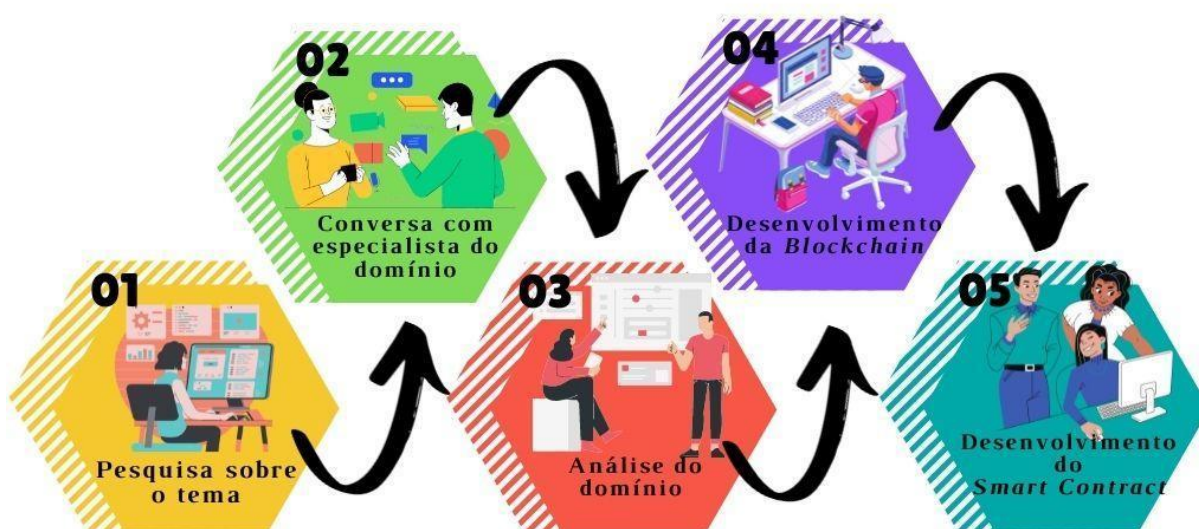 01
Pesquisa sobre
o tema
02
Conversa com
especialista do
domínio
03
Análise do
domínio
04
Desenvolvimento
da Blockchain
05
Desenvolvimento
do
Smart Contract